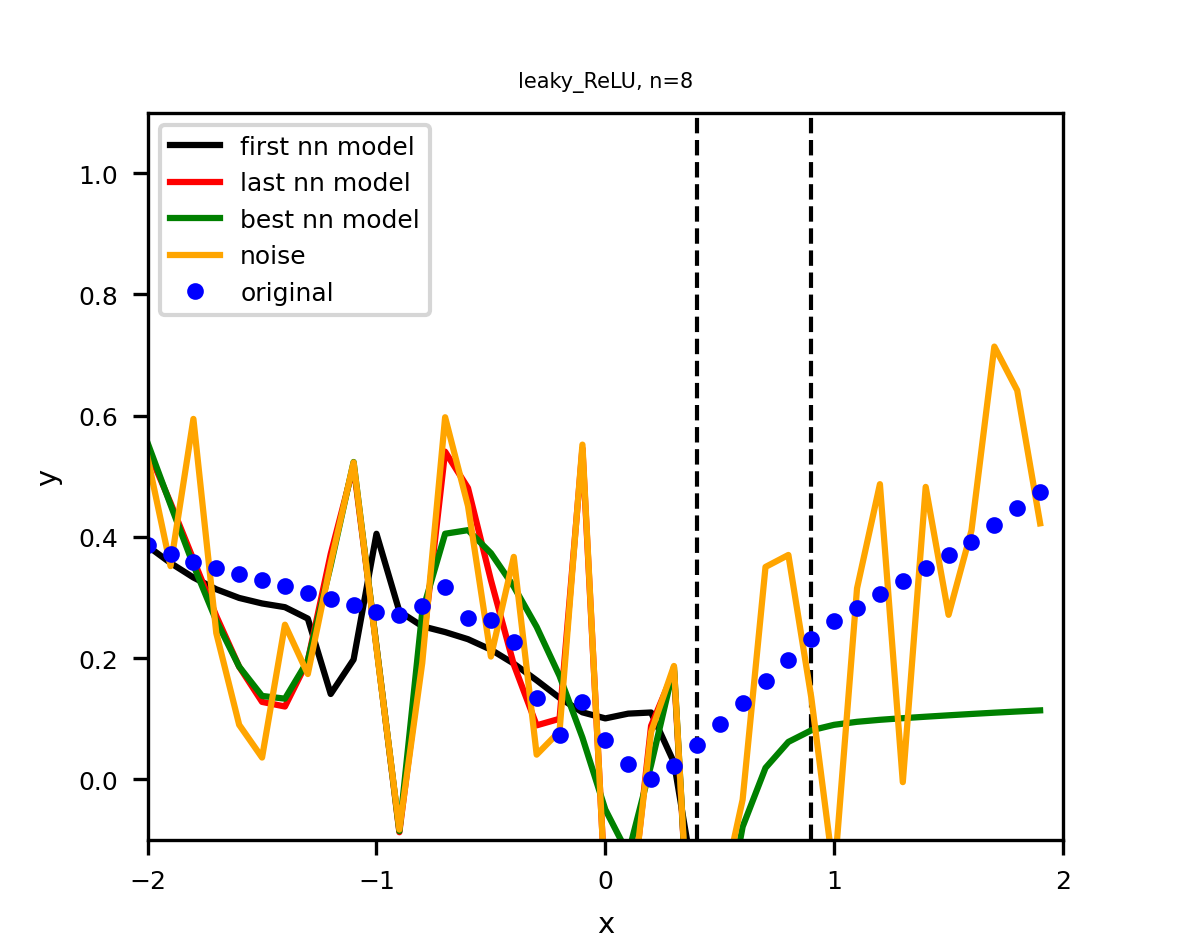 leaky_ReLU, n=8
first nn model
last nn model
best nn model
noise
original
1.0
0.8
0.6
0.4
0.2
0.0
y
−2
−1
0
1
2
x